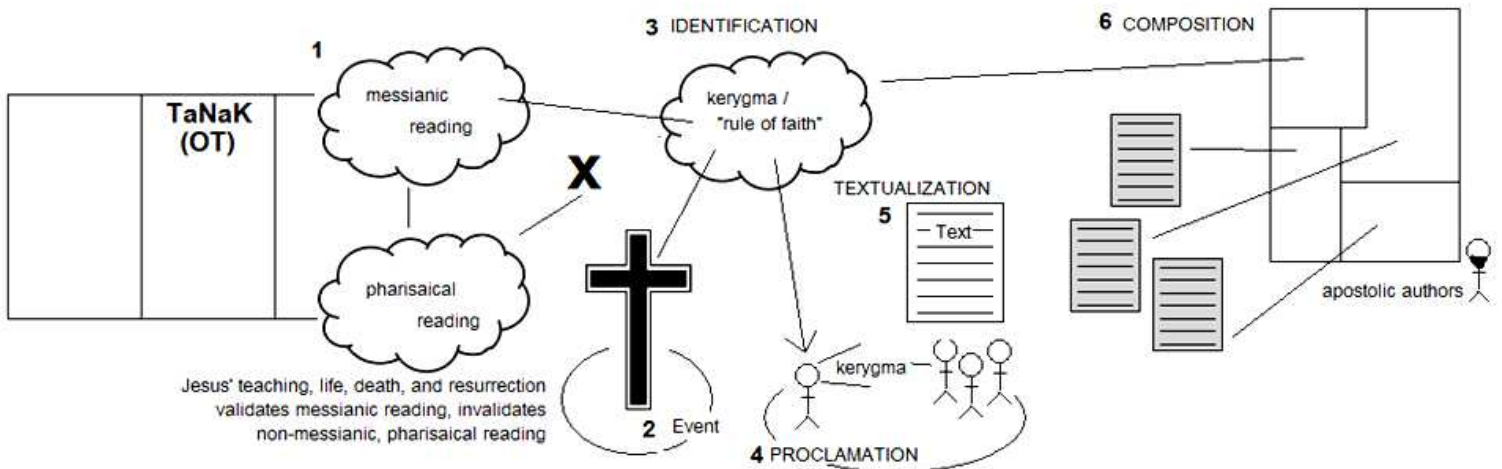 1
messianic
reading
TaNaK
(OT)
pharisaical
reading
X
Jesus' teaching, life, death, and resurrection
validates messianic reading, invalidates
non-messianic, pharisaical reading
2 Event
3 IDENTIFICATION
kerygma /
"rule of faith"
kerygma
4 PROCLAMATION
TEXTUALIZATION
5
Text
6 COMPOSITION
apostolic authors